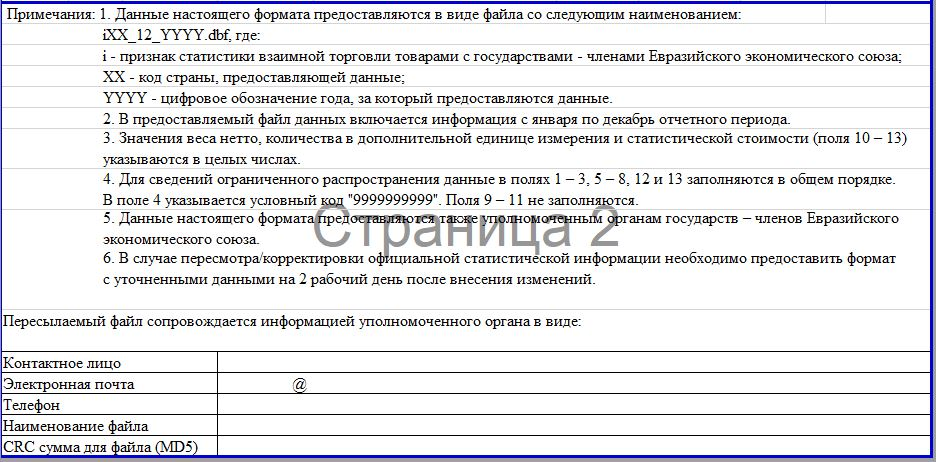 Примечания: 1. Данные настоящего формата предоставляются в виде файла со следующим наименованием:
iXX_12_YYYY.dbf, где:
i - признак статистики взаимной торговли товарами с государствами - членами Евразийского экономического союза;
XX - код страны, предоставляющей данные;
YYYY - цифровое обозначение года, за который предоставляются данные.
2. В предоставляемый файл данных включается информация с января по декабрь отчетного периода.
3. Значения веса нетто, количества в дополнительной единице измерения и статистической стоимости (поля 10 – 13)
указываются в целых числах.
4. Для сведений ограниченного распространения данные в полях 1 – 3, 5 – 8, 12 и 13 заполняются в общем порядке.
В поле 4 указывается условный код "9999999999". Поля 9 – 11 не заполняются.
5. Данные настоящего формата предоставляются также уполномоченным органам государств – членов Евразийского
экономического союза.
Страница 2
6. В случае пересмотра/корректировки официальной статистической информации необходимо предоставить формат
с уточненными данными на 2 рабочий день после внесения изменений.
Пересылаемый файл сопровождается информацией уполномоченного органа в виде:
Контактное лицо
Электронная почта @
Телефон
Наименование файла
CRC сумма для файла (MD5)